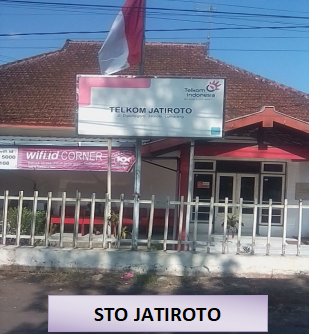 Telkom
Indonesia
TELKOM JATIROTO
wifi.id CORNER
STO JATIROTO